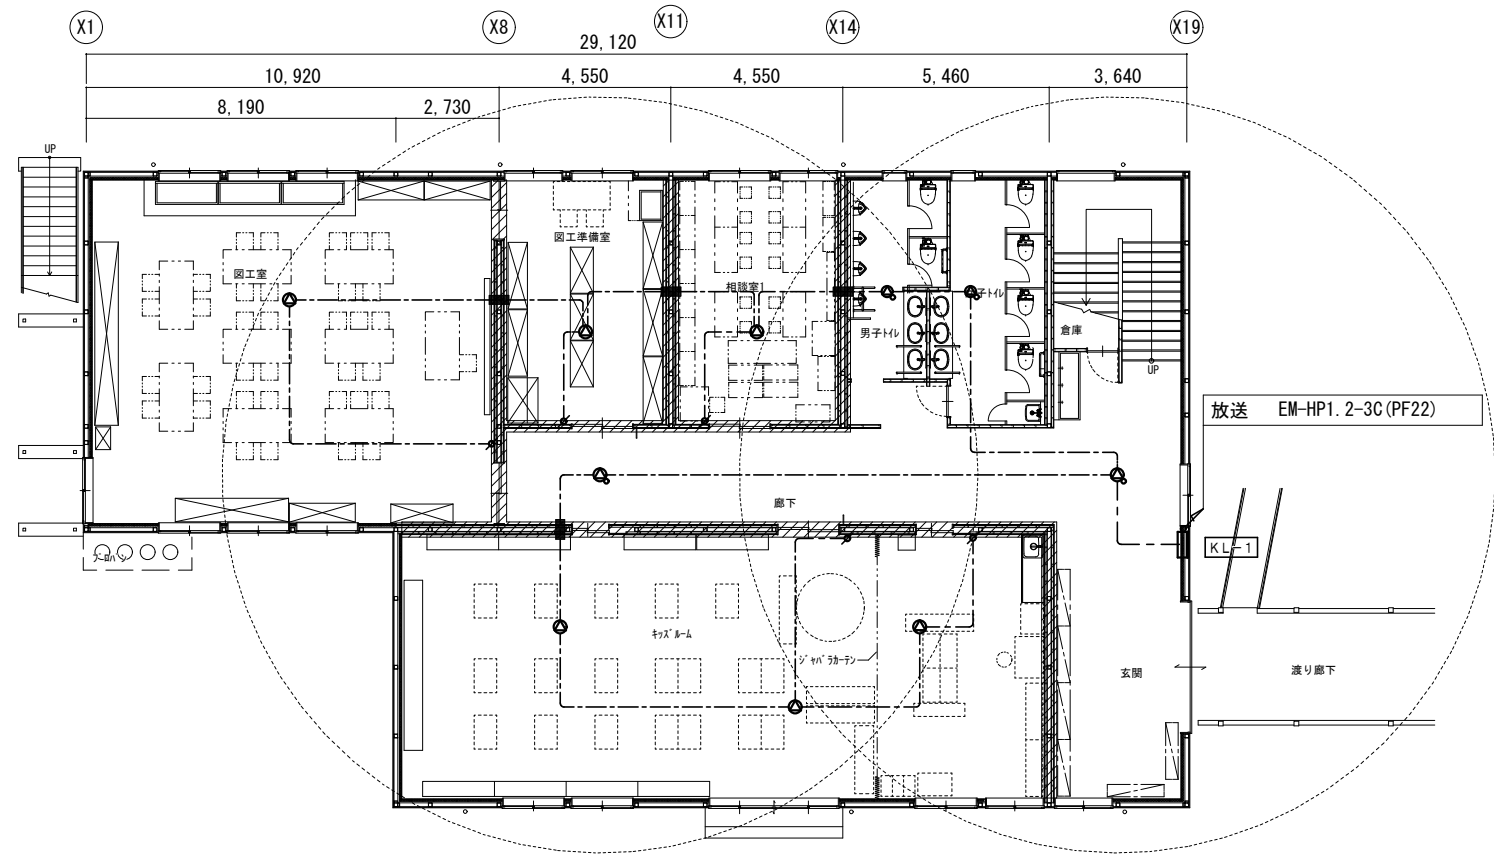 X1
X8
X11
X14
X19
29,120
10,920
4,550
4,550
5,460
3,640
8,190
2,730
UP
図工室
図工準備室
相談室1
男子トイレ
子トイレ
倉庫
UP
放送 EM-HP1.2-3C(PF22)
廊下
KL-1
キッズルーム
ジャバラカーテン
玄関
渡り廊下